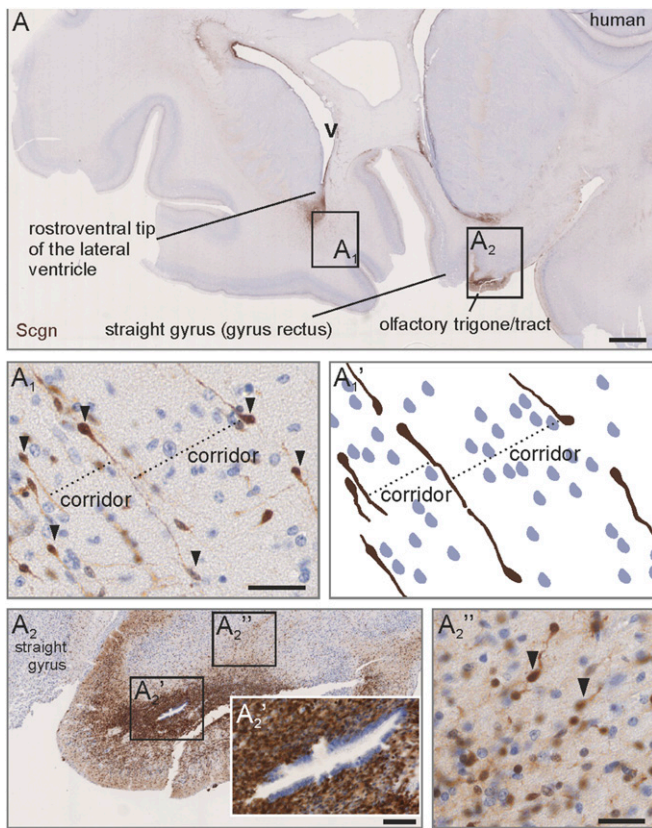 A
human
V
rostroventral tip
of the lateral
ventricle
A1
A2
Scgn
straight gyrus (gyrus rectus)
olfactory trigone/tract
A1
corridor
corridor
A1'
corridor
corridor
A2
straight
gyrus
A2''
A2'
A2'
A2''